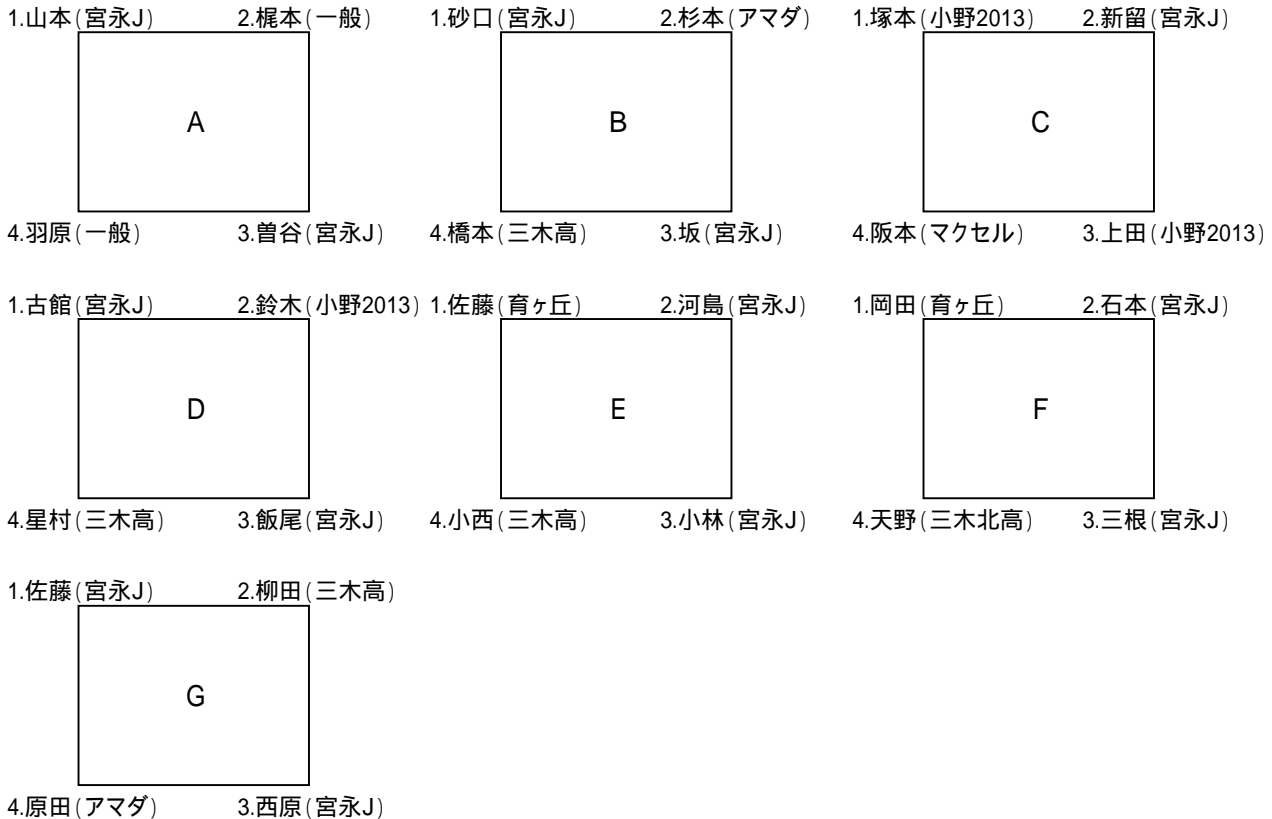 1.山本(宮永J) 2.梶本(一般) 1.砂口(宮永J) 2.杉本(アマダ) 1.塚本(小野2013) 2.新留(宮永J)
A B C
4.羽原(一般) 3.曽谷(宮永J) 4.橋本(三木高) 3.坂(宮永J) 4.阪本(マクセル) 3.上田(小野2013)
1.古館(宮永J) 2.鈴木(小野2013) 1.佐藤(育ヶ丘) 2.河島(宮永J) 1.岡田(育ヶ丘) 2.石本(宮永J)
D E F
4.星村(三木高) 3.飯尾(宮永J) 4.小西(三木高) 3.小林(宮永J) 4.天野(三木北高) 3.三根(宮永J)
1.佐藤(宮永J) 2.柳田(三木高)
G
4.原田(アマダ) 3.西原(宮永J)